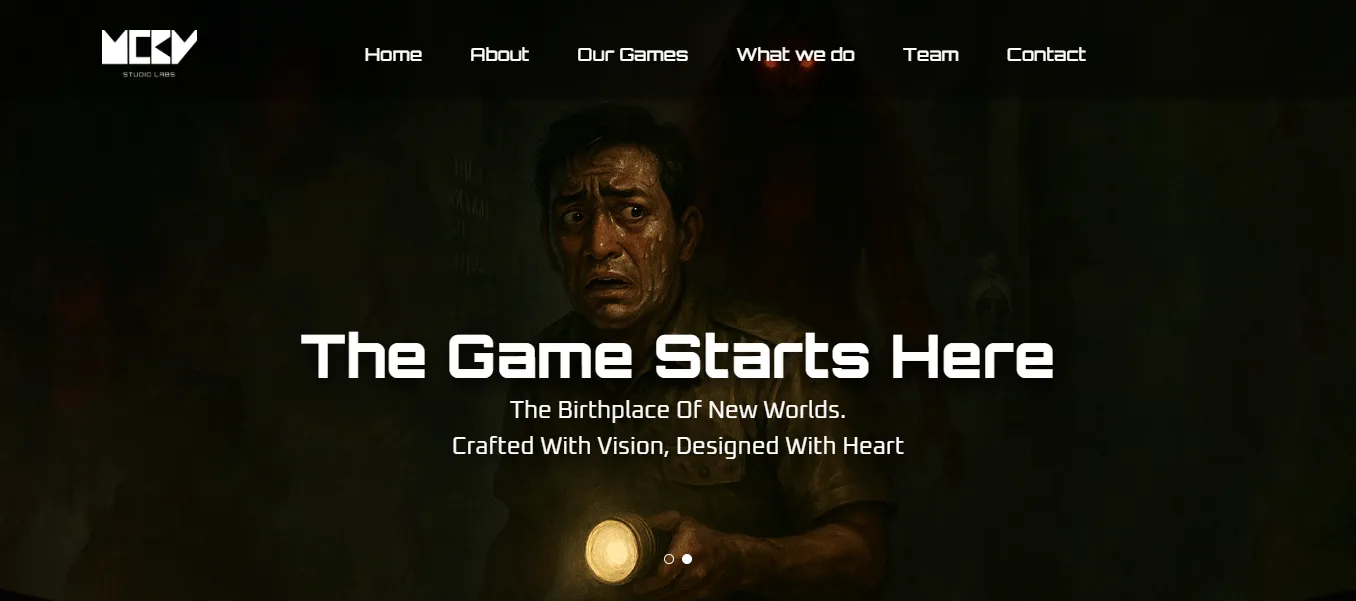 MCKV
STUDIO LABS
Home About Our Games What we do Team Contact
The Game Starts Here
The Birthplace Of New Worlds.
Crafted With Vision, Designed With Heart